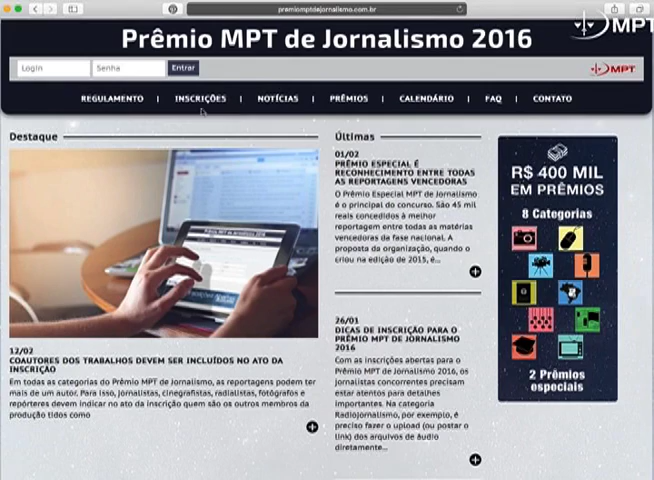 premiomptdejornalismo.com.br
MPT
Prêmio MPT de Jornalismo 2016
Login
Senha
Entrar
MPT
REGULAMENTO | INSCRIÇÕES | NOTÍCIAS | PRÊMIOS | CALENDÁRIO | FAQ | CONTATO
Destaque
12/02
COAUTORES DOS TRABALHOS DEVEM SER INCLUÍDOS NO ATO DA
INSCRIÇÃO
Em todas as categorias do Prêmio MPT de Jornalismo, as reportagens podem ter
mais de um autor. Para isso, jornalistas, cinegrafistas, radialistas, fotógrafos e
repórteres devem indicar no ato da inscrição quem são os outros membros da
produção tidos como
Últimas
01/02
PRÊMIO ESPECIAL É
RECONHECIMENTO ENTRE TODAS
AS REPORTAGENS VENCEDORAS
O Prêmio Especial MPT de Jornalismo
é o principal do concurso. São 45 mil
reais concedidos à melhor
reportagem entre todas as matérias
vencedoras da fase nacional. A
proposta da organização, quando o
criou na edição de 2015, é...
26/01
DICAS DE INSCRIÇÃO PARA O
PRÊMIO MPT DE JORNALISMO
2016
Com as inscrições abertas para o
Prêmio MPT de Jornalismo 2016, os
jornalistas concorrentes precisam
estar atentos para detalhes
importantes. Na categoria
Radiojornalismo, por exemplo, é
preciso fazer o upload (ou postar o
link) dos arquivos de áudio
diretamente...
R$ 400 MIL
EM PRÊMIOS
8 Categorias
2 Prêmios
especiais